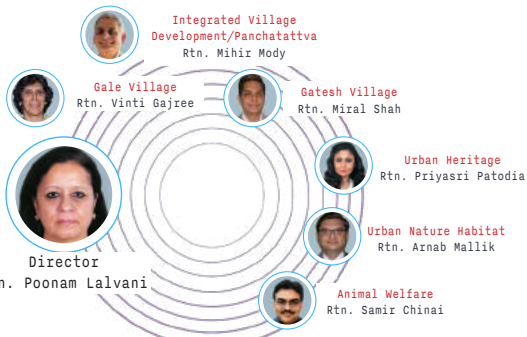 Integrated Village
Development/Panchatattva
Rtn. Mihir Mody
Gale Village
Rtn. Vinti Gajree
Gatesh Village
Rtn. Miral Shah
Urban Heritage
Rtn. Priyasri Patodia
Urban Nature Habitat
Rtn. Arnab Mallik
Director
n. Poonam Lalvani
Animal Welfare
Rtn. Samir Chinai